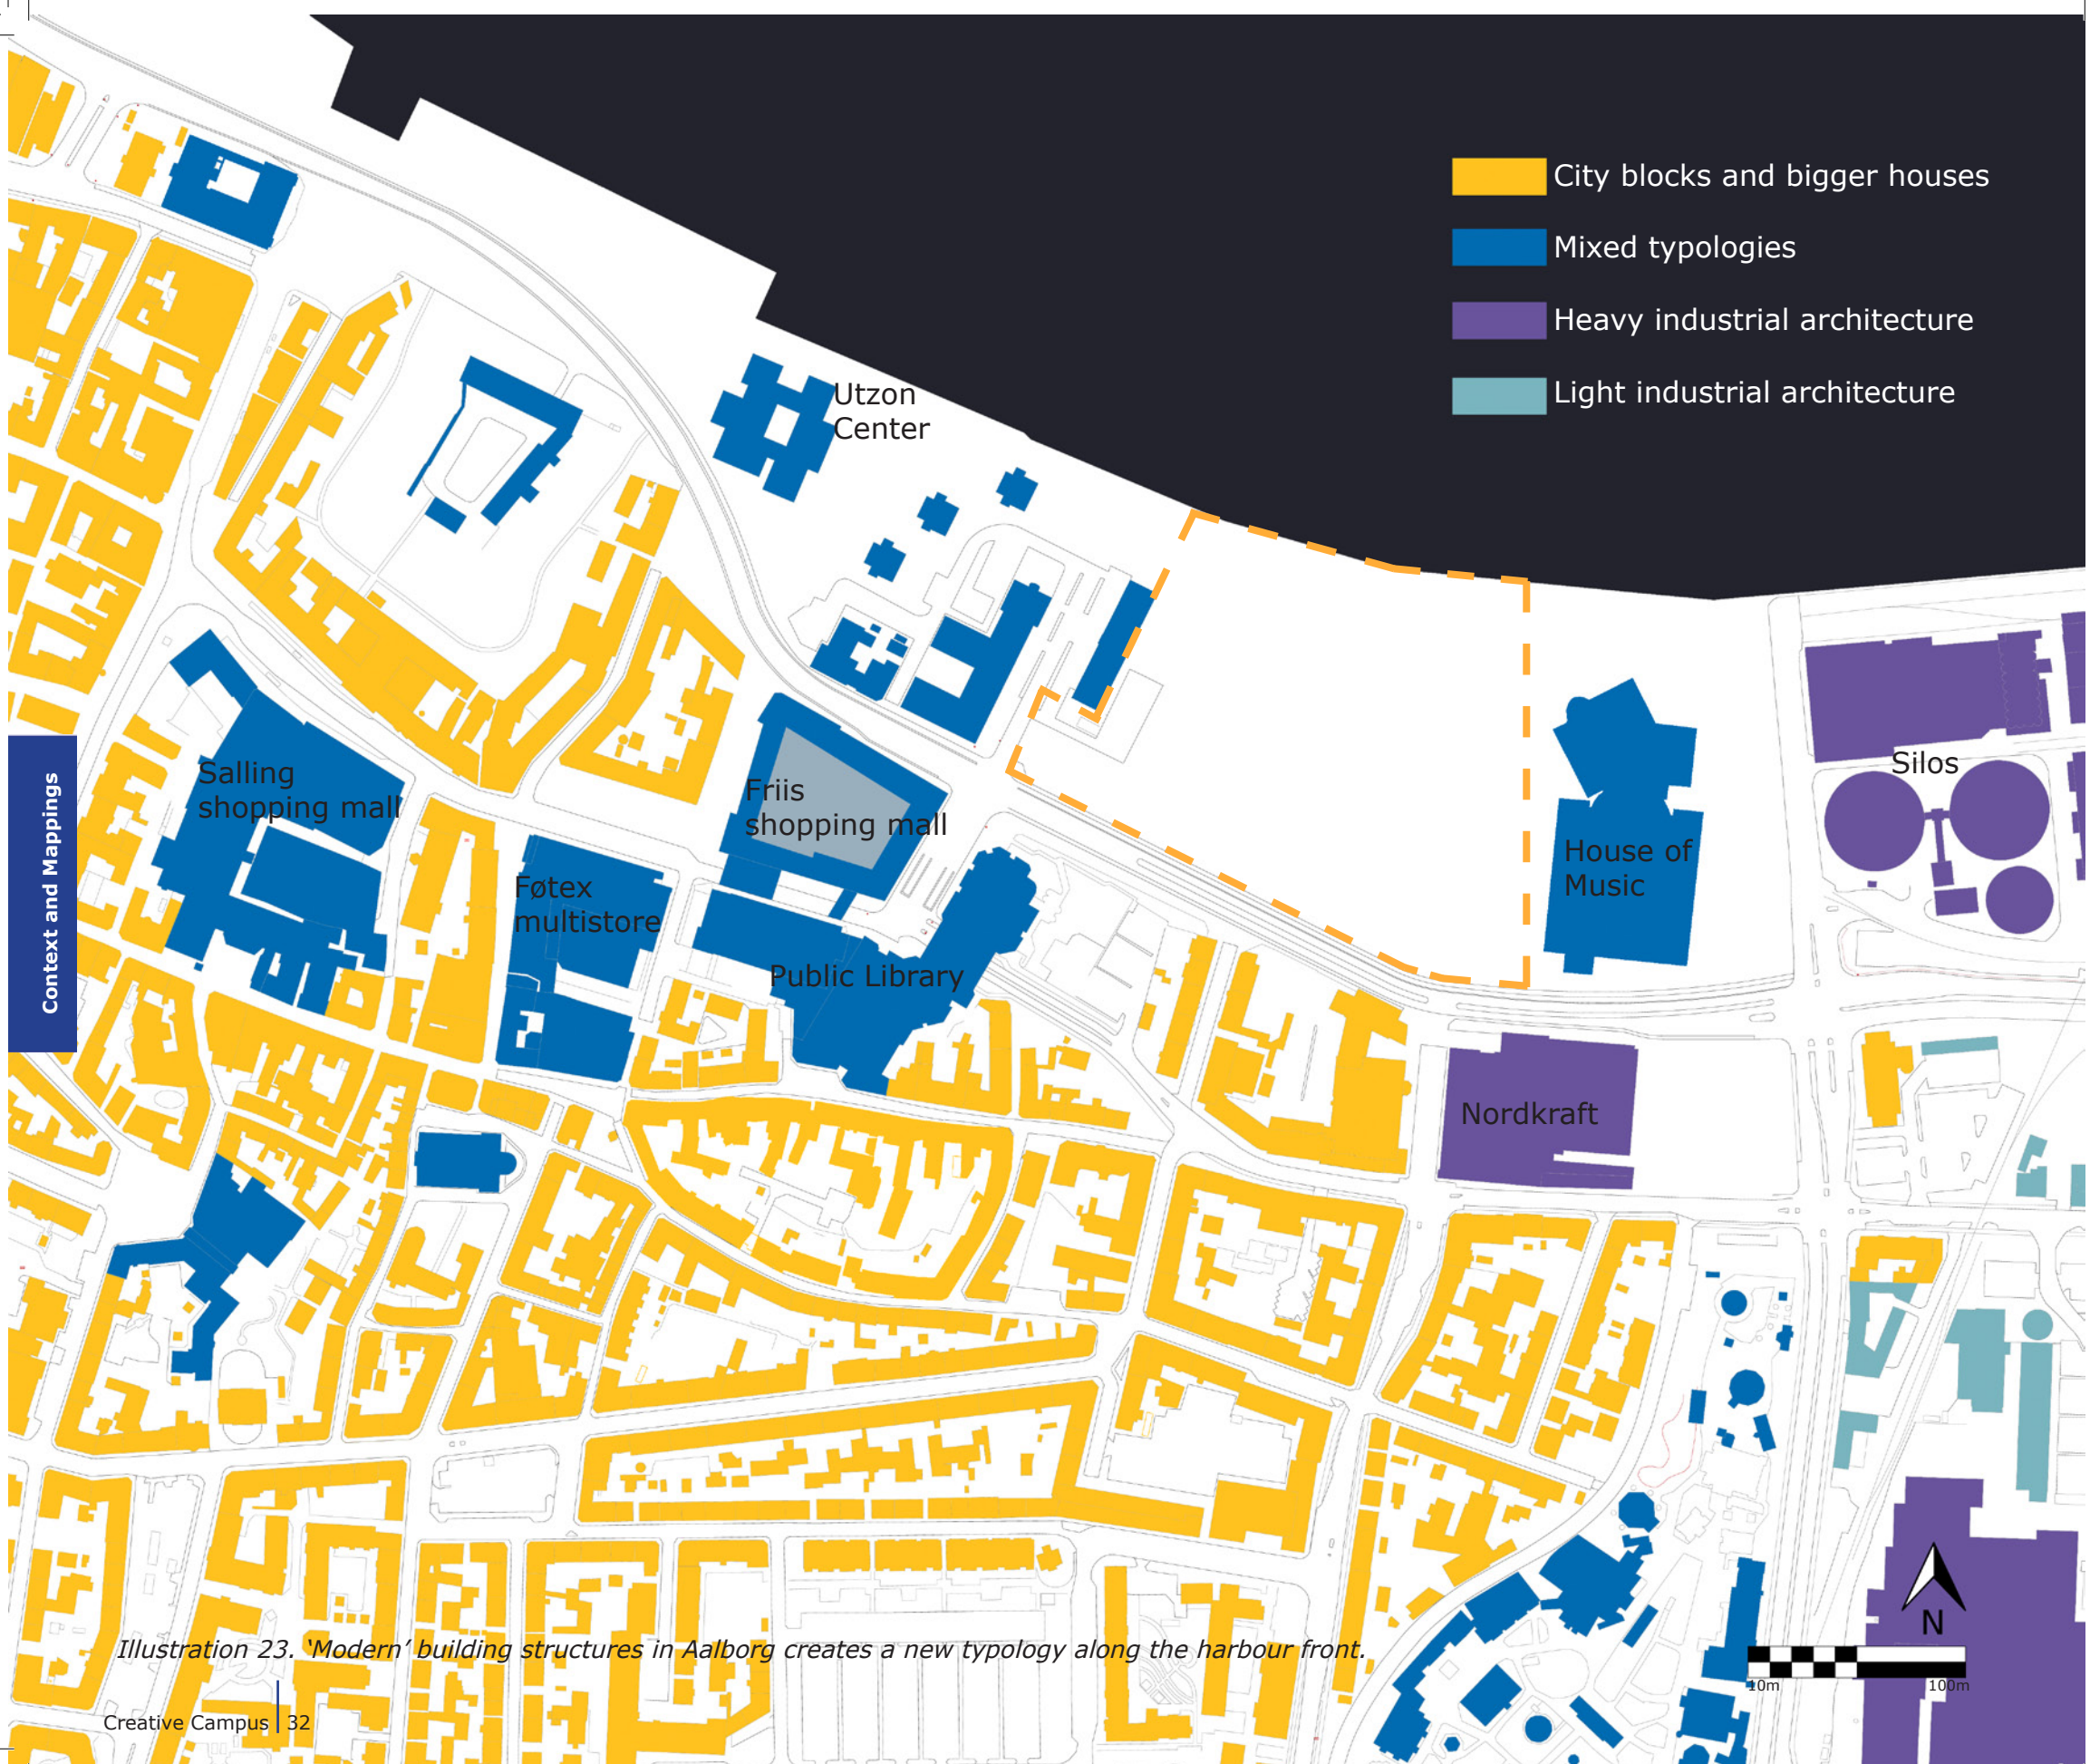 City blocks and bigger houses
Mixed typologies
Heavy industrial architecture
Light industrial architecture
Utzon
Center
Salling
shopping mall
Friis
shopping mall
Silos
House of
Music
Føtex
multistore
Public Library
Context and Mappings
Nordkraft
N
10m
100m
Illustration 23. ‘Modern’ building structures in Aalborg creates a new typology along the harbour front.
Creative Campus 32